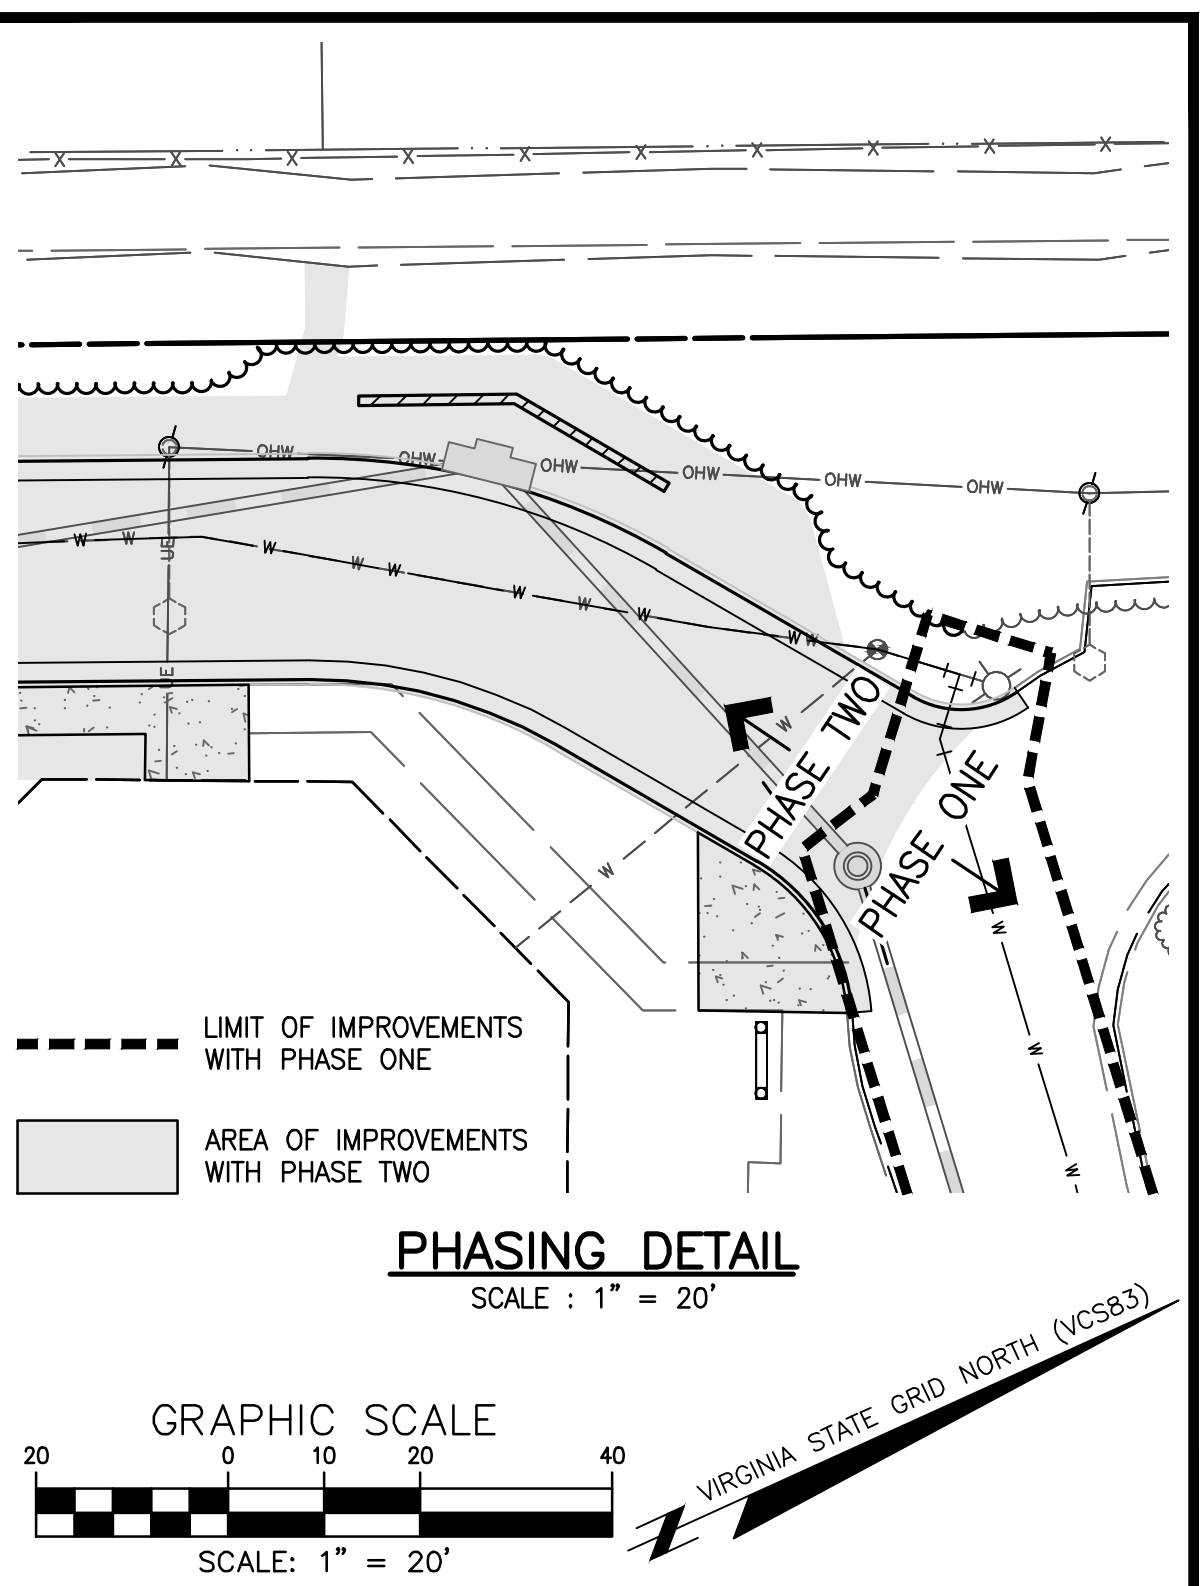 X X X X X X X X X X
OHW OHW OHW OHW OHW OHW
W W UE W W W W W W W W
UE
PHASE TWO
W
PHASE ONE
W
W
W
W
LIMIT OF IMPROVEMENTS
WITH PHASE ONE
AREA OF IMPROVEMENTS
WITH PHASE TWO
PHASING DETAIL
SCALE : 1" = 20'
VIRGINIA STATE GRID NORTH (VCS83)
GRAPHIC SCALE
20 0 10 20 40
SCALE: 1" = 20'